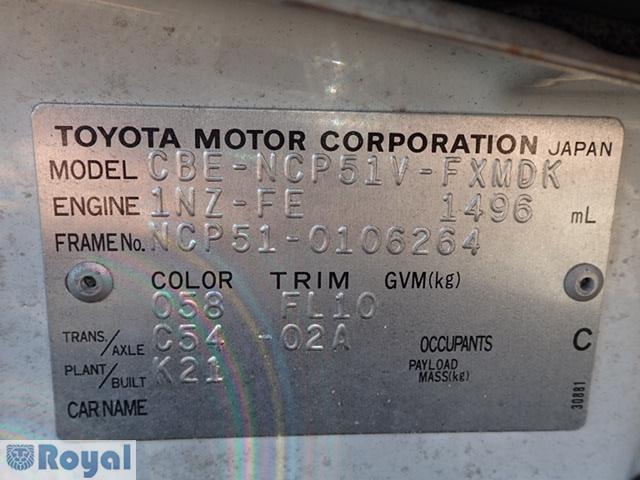 TOYOTA MOTOR CORPORATION JAPAN
MODEL CBE-NCP51V-FXMDK
ENGINE 1NZ-FE 1496 mL
FRAME No. NCP51-0106264
COLOR TRIM GVM(kg)
058 FL10
TRANS./AXLE C54 -02A OCCUPANTS C
PLANT/BUILT K21 PAYLOAD MASS(kg)
CAR NAME
30881
Royal